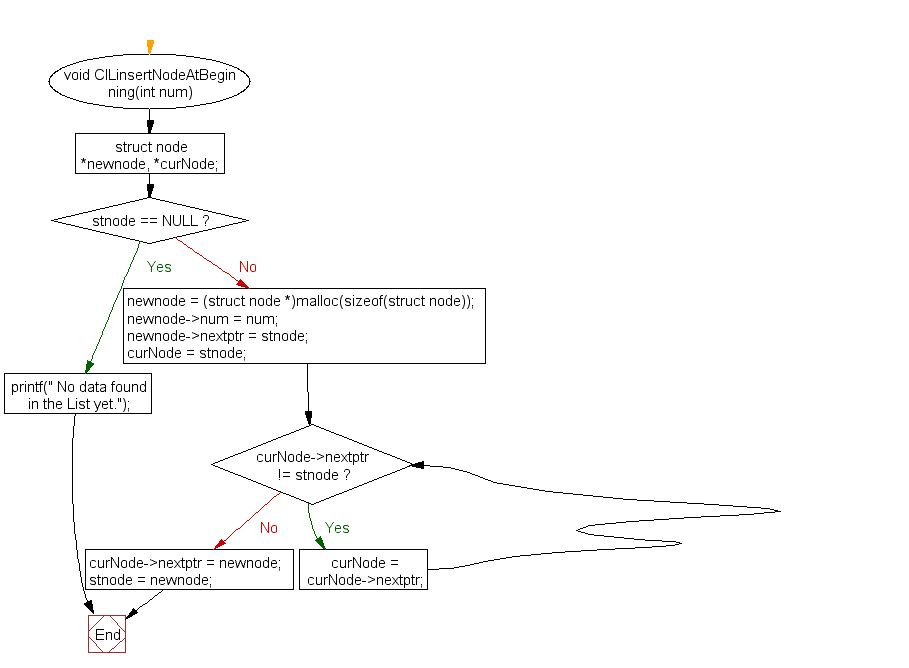 void ClLinsertNodeAtBegin
ning(int num)
struct node
*newnode, *curNode;
stnode == NULL ?
Yes
No
newnode = (struct node *)malloc(sizeof(struct node));
newnode->num = num;
newnode->nextptr = stnode;
curNode = stnode;
printf(" No data found
in the List yet.");
curNode->nextptr
!= stnode ?
No
Yes
curNode->nextptr = newnode;
stnode = newnode;
curNode =
curNode->nextptr;
End